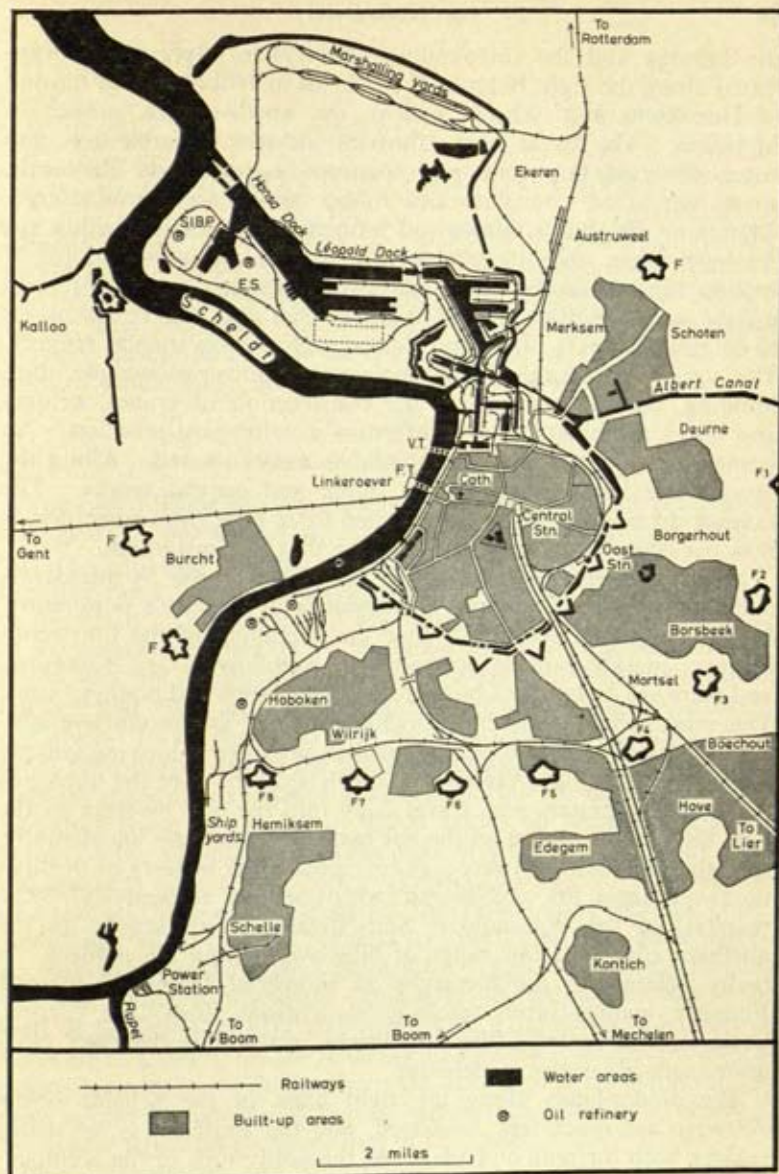 To
Rotterdam
Marshalling yards
Ekeren
Hansa Dock
S.I.B.P.
Léopold Dock
Austruweel
E.S.
F
Kalloo
Scheldt
Merksem
Schoten
Albert Canal
Deurne
V.T.
F.T.
Linkeroever
Cath.
Central
Stn.
F1
To
Gent
F
Burcht
Borgerhout
Oost
Stn.
F2
F
Borsbeek
Mortsel
F3
Hoboken
F4
Wilrijk
Boechout
F8
F7
F6
F5
Ship
yards
Hemiksem
Hove
Edegem
To
Lier
Schelle
Kontich
Power
Station
Rupel
To
Boom
To
Boom
To
Mechelen
Railways
Water areas
Built-up areas
Oil refinery
2 miles